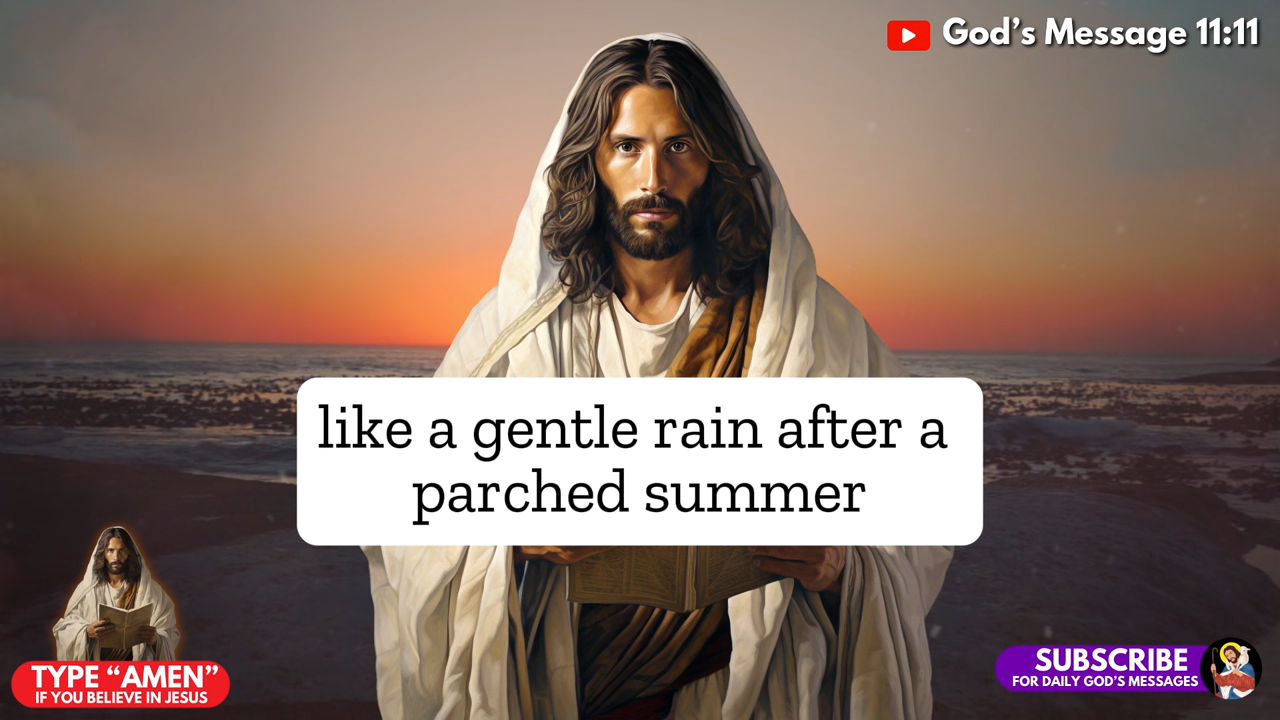 God's Message 11:11
like a gentle rain after a
parched summer
TYPE “AMEN”
IF YOU BELIEVE IN JESUS
SUBSCRIBE
FOR DAILY GOD'S MESSAGES